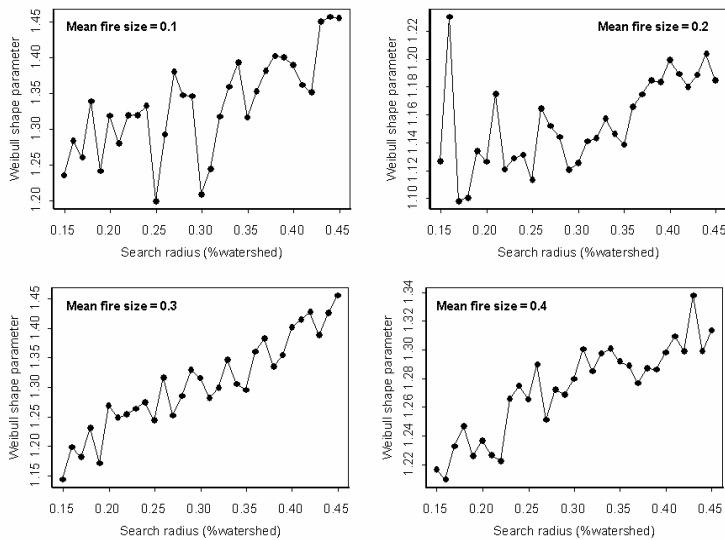 Mean fire size = 0.1
Weibull shape parameter
1.20 1.25 1.30 1.35 1.40
0.15 0.20 0.25 0.30 0.35 0.40 0.45
Search radius (%watershed)
Mean fire size = 0.2
Weibull shape parameter
1.10 1.12 1.14 1.16 1.18 1.20 1.22
0.15 0.20 0.25 0.30 0.35 0.40 0.45
Search radius (%watershed)
Mean fire size = 0.3
Weibull shape parameter
1.15 1.20 1.25 1.30 1.35 1.40 1.45
0.15 0.20 0.25 0.30 0.35 0.40 0.45
Search radius (%watershed)
Mean fire size = 0.4
Weibull shape parameter
1.22 1.24 1.26 1.28 1.30 1.32 1.34
0.15 0.20 0.25 0.30 0.35 0.40 0.45
Search radius (%watershed)